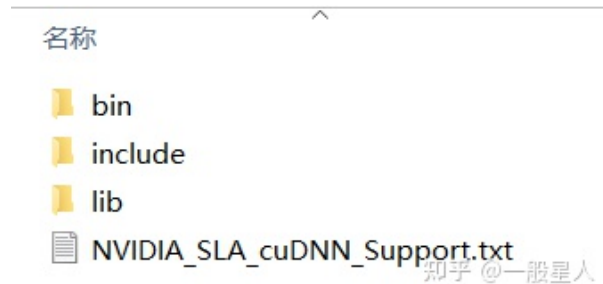 名称
bin
include
lib
NVIDIA_SLA_cuDNN_Support.txt
知乎 @一般星人